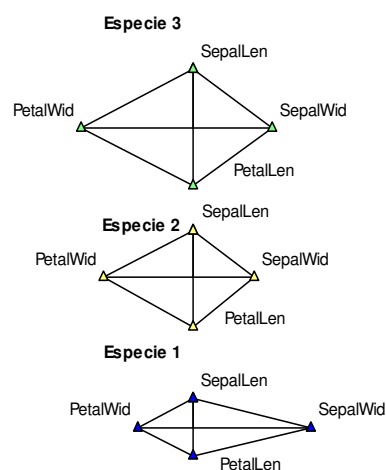 Especie 3
SepalLen
PetalWid
SepalWid
PetalLen
SepalLen
Especie 2
PetalWid
SepalWid
PetalLen
Especie 1
SepalLen
PetalWid
SepalWid
PetalLen